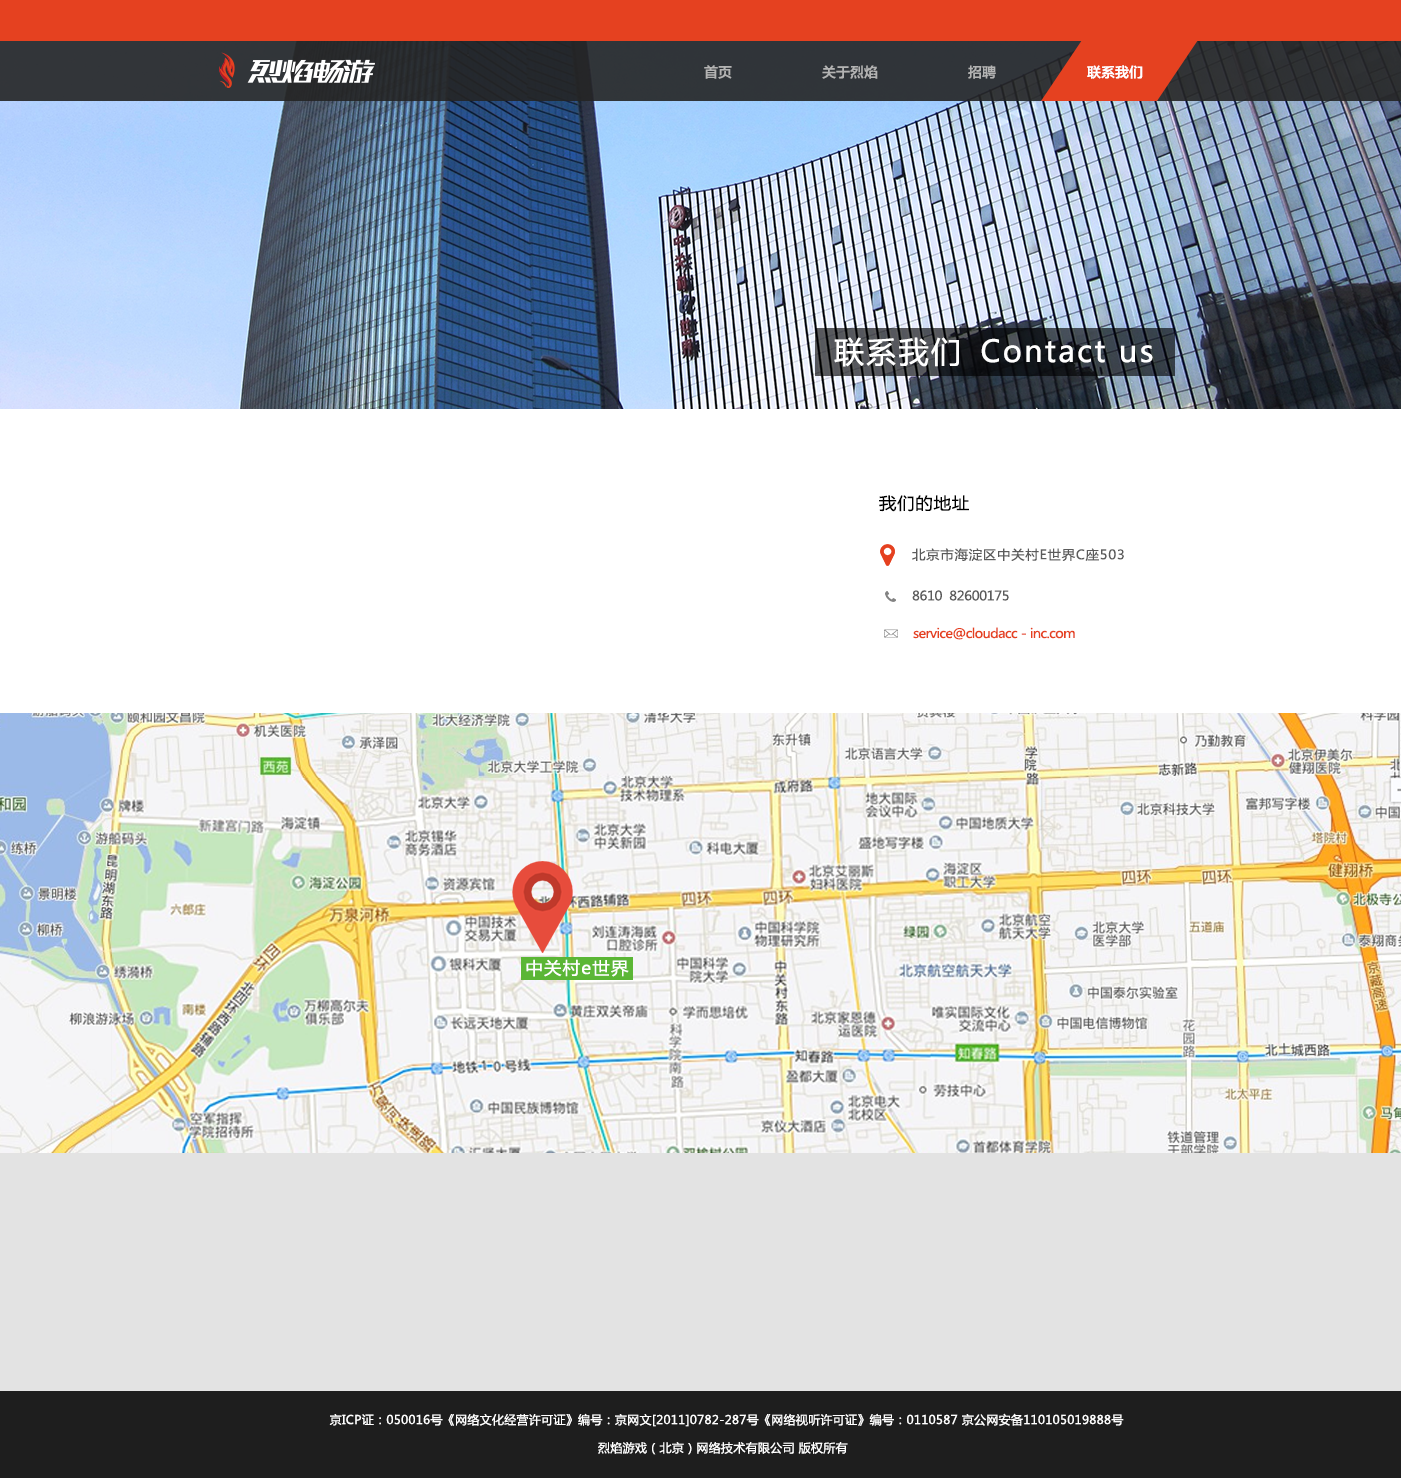 烈焰畅游
首页
关于烈焰
招聘
联系我们
联系我们 Contact us
我们的地址
北京市海淀区中关村E世界C座503
8610 82600175
service@cloudacc - inc.com
颐和园文昌院
北大经济学院
清华大学
机关医院
承泽园
东升镇
北京语言大学
学院路
乃勤教育
北京伊美尔
健翔医院
西苑
北京大学工学院
志新路
和园
牌楼
北京大学
北京大学
技术物理系
成府路
地大国际
会议中心
北京科技大学
富邦写字楼
中国
新建宫门路
海淀镇
中国地质大学
游船码头
北京锡华
商务酒店
北京大学
中关新园
科电大厦
盛地写字楼
塔院村
练桥
昆明湖东路
海淀公园
资源宾馆
北京艾丽斯
妇科医院
海淀区
职工大学
四环
四环
健翔桥
景明楼
六郎庄
万泉河桥
环西路辅路
四环
四环
北极寺公
柳桥
中国技术
交易大厦
刘连涛海威
口腔诊所
中国科学院
物理研究所
绿园
北京航空
航天大学
北京大学
医学部
五道庙
泰翔商
绣漪桥
四环
银科大厦
中关村e世界
中国科学
院大学
中关村东路
北京航空航天大学
京藏高速
北四环西路辅路
南楼
柳浪游泳场
万柳高尔夫
俱乐部
长远天地大厦
黄庄双关帝庙
学而思培优
科学院南路
北京家恩德
运医院
唯实国际文化
交流中心
中国泰尔实验室
中国电信博物馆
花园路
地铁10号线
知春路
知春路
北土城西路
盈都大厦
劳技中心
北太平庄
空军指挥
学院招待所
万泉河快速路
中国民族博物馆
北京电大
北校区
京仪大酒店
首都体育学院
铁道管理
干部学院
马甸
京ICP证：050016号《网络文化经营许可证》编号：京网文[2011]0782-287号《网络视听许可证》编号：0110587 京公网安备110105019888号
烈焰游戏（北京）网络技术有限公司 版权所有